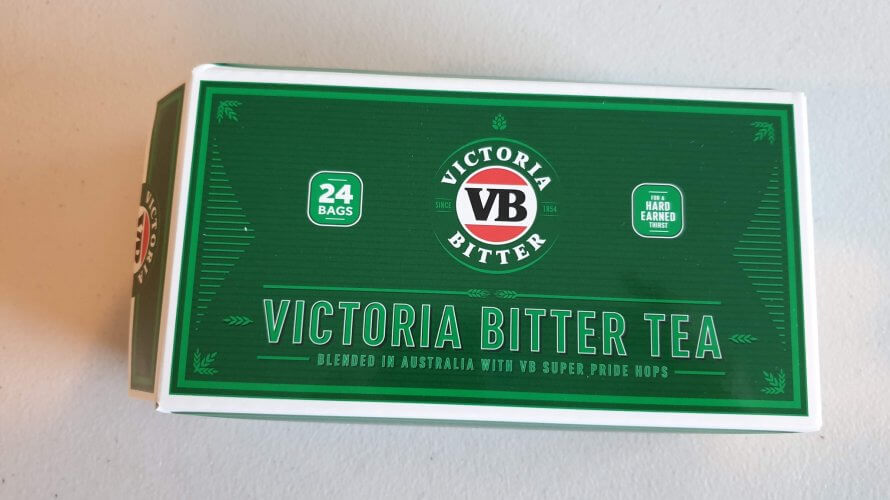 24
BAGS
VICTORIA
SINCE
VB
1854
BITTER
FOR A
HARD
EARNED
THIRST
VICTORIA BITTER TEA
BLENDED IN AUSTRALIA WITH VB SUPER PRIDE HOPS
VICTORIA
VB